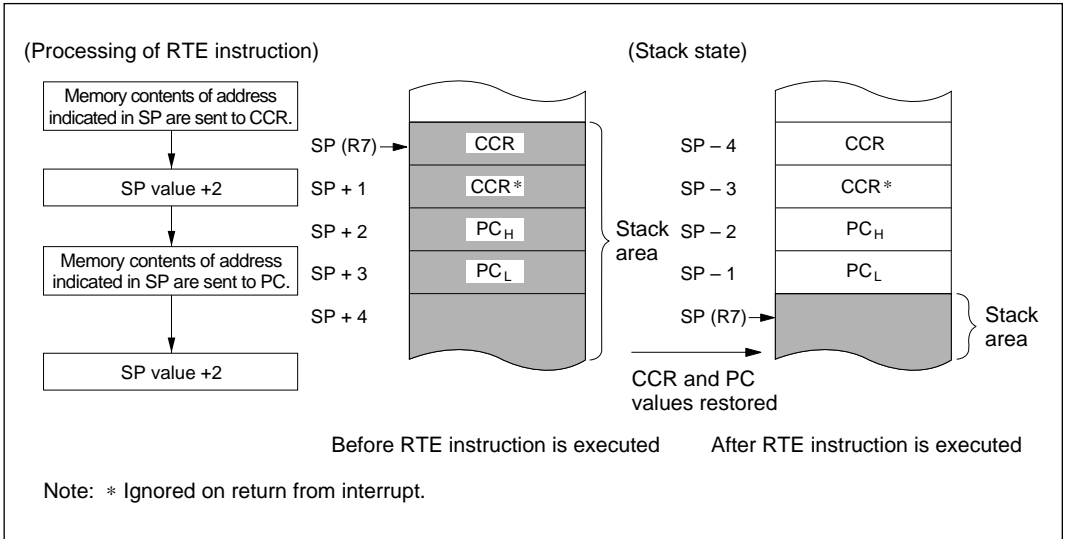 (Processing of RTE instruction)
Memory contents of address
indicated in SP are sent to CCR.
SP value +2
Memory contents of address
indicated in SP are sent to PC.
SP value +2
(Stack state)
SP (R7)
SP + 1
SP + 2
SP + 3
SP + 4
CCR
CCR*
PCH
PCL
Stack
area
SP – 4
SP – 3
SP – 2
SP – 1
SP (R7)
CCR
CCR*
PCH
PCL
Stack
area
CCR and PC
values restored
Before RTE instruction is executed
After RTE instruction is executed
Note: * Ignored on return from interrupt.